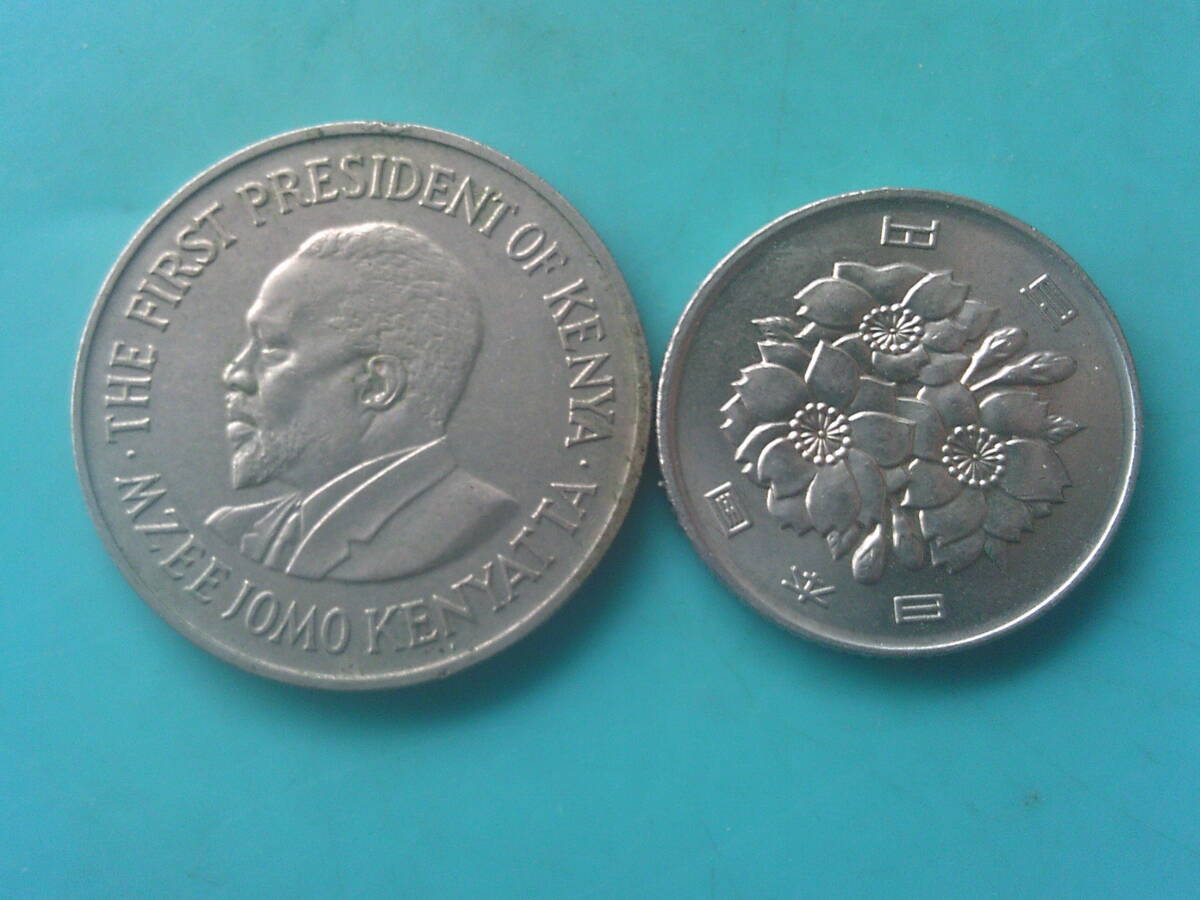 · THE FIRST PRESIDENT OF KENYA ·
MZEE JOMO KENYATTA
日本国
百円